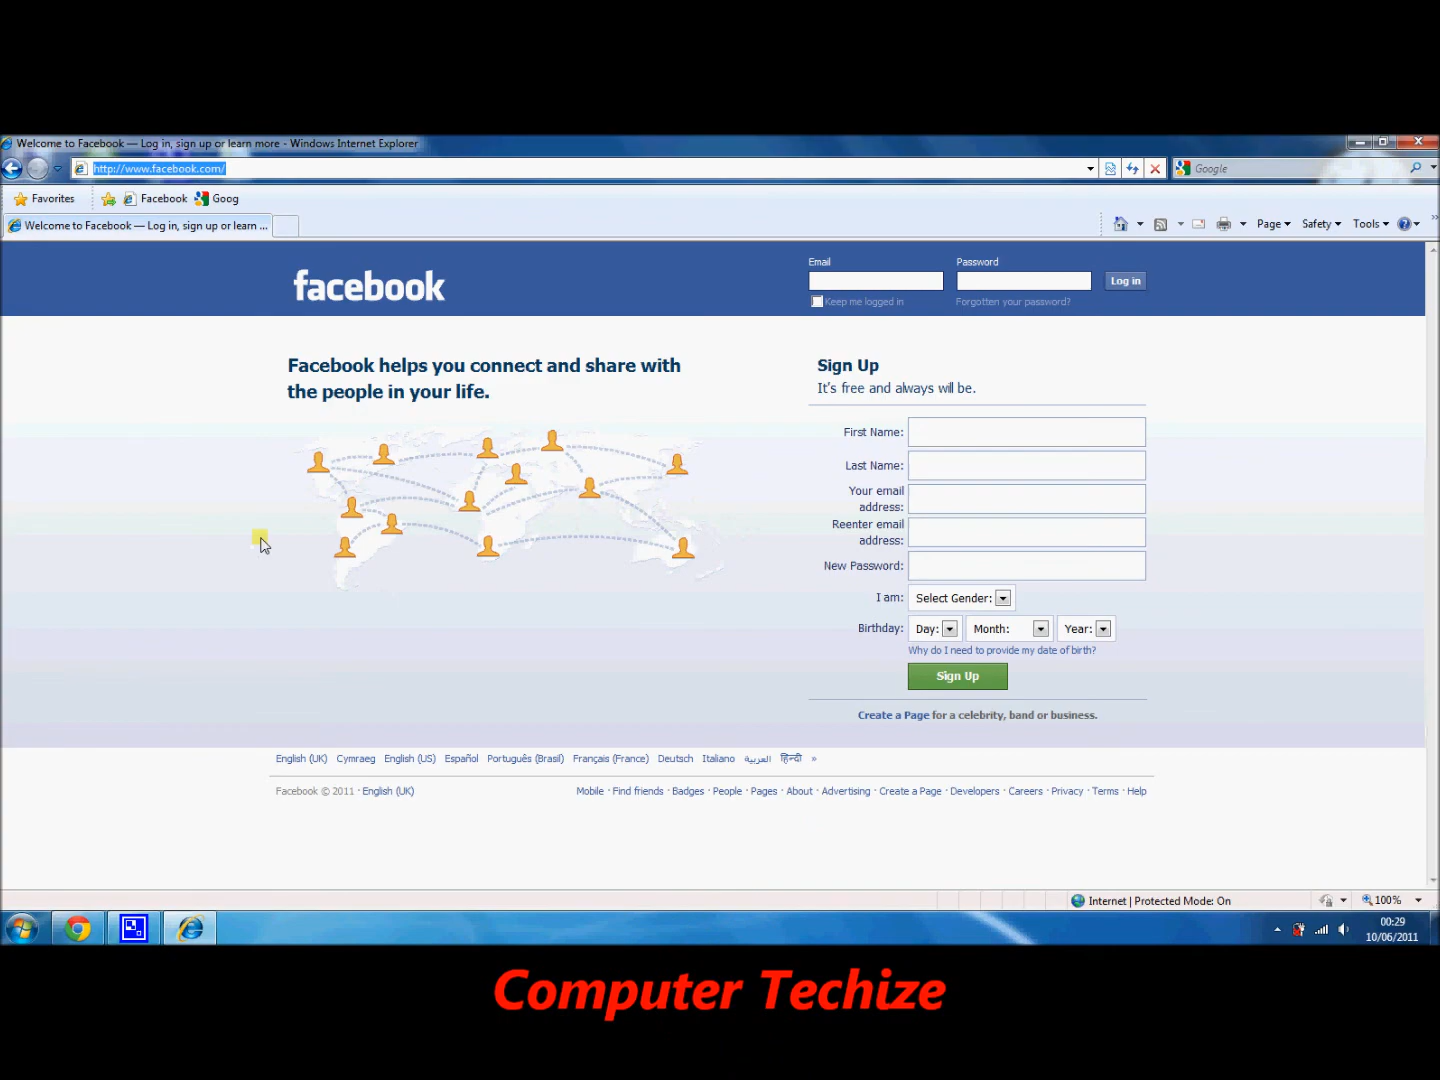 Welcome to Facebook — Log in, sign up or learn more - Windows Internet Explorer
http://www.facebook.com/
Google
Favorites Facebook Goog
Welcome to Facebook — Log in, sign up or learn ...
Page Safety Tools
facebook
Email Password
Log in
Keep me logged in Forgotten your password?
Facebook helps you connect and share with
the people in your life.
Sign Up
It's free and always will be.
First Name:
Last Name:
Your email
address:
Reenter email
address:
New Password:
I am: Select Gender:
Birthday: Day: Month: Year:
Why do I need to provide my date of birth?
Sign Up
Create a Page for a celebrity, band or business.
English (UK) Cymraeg English (US) Español Português (Brasil) Français (France) Deutsch Italiano العربية हिन्दी »
Facebook © 2011 · English (UK)
Mobile · Find friends · Badges · People · Pages · About · Advertising · Create a Page · Developers · Careers · Privacy · Terms · Help
Internet | Protected Mode: On
100%
00:29
10/06/2011
Computer Techize